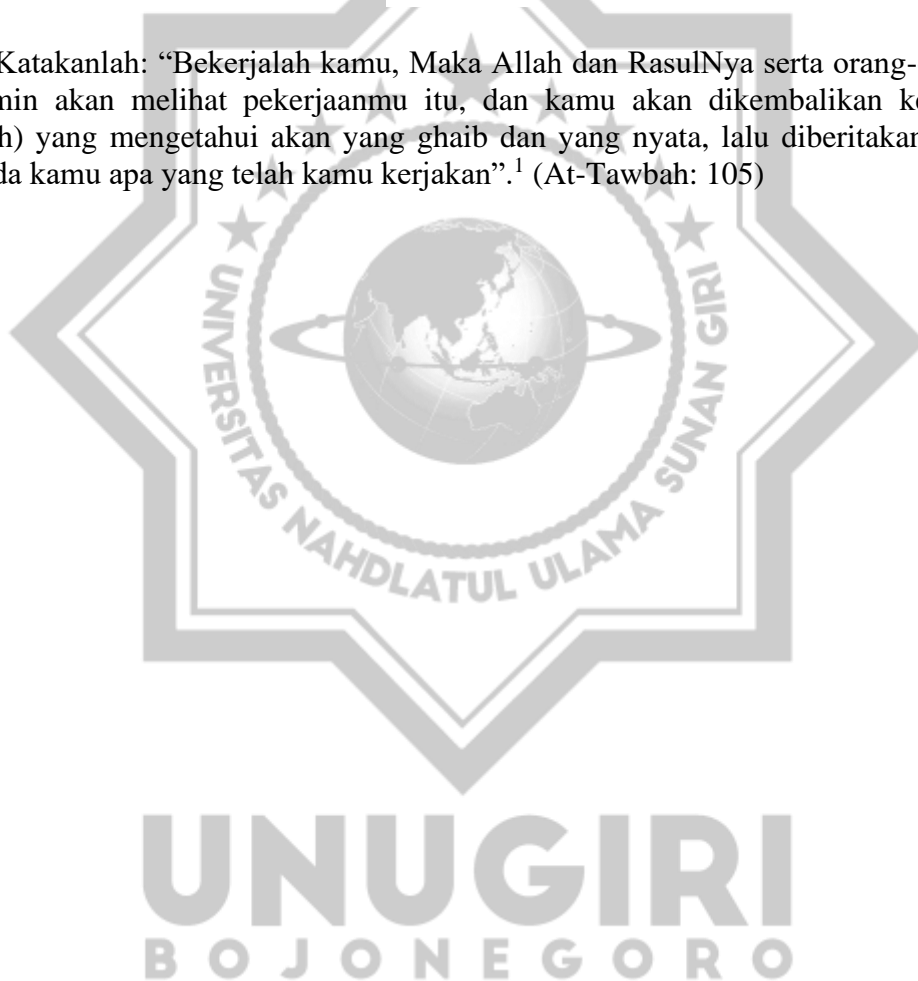 Katakanlah: “Bekerjalah kamu, Maka Allah dan RasulNya serta orang-
min akan melihat pekerjaanmu itu, dan kamu akan dikembalikan ke
h) yang mengetahui akan yang ghaib dan yang nyata, lalu diberitakan
da kamu apa yang telah kamu kerjakan”.1 (At-Tawbah: 105)
UNIVERSITAS NAHDLATUL ULAMA SUNAN GIRI
UNUGIRI
BOJONEGORO